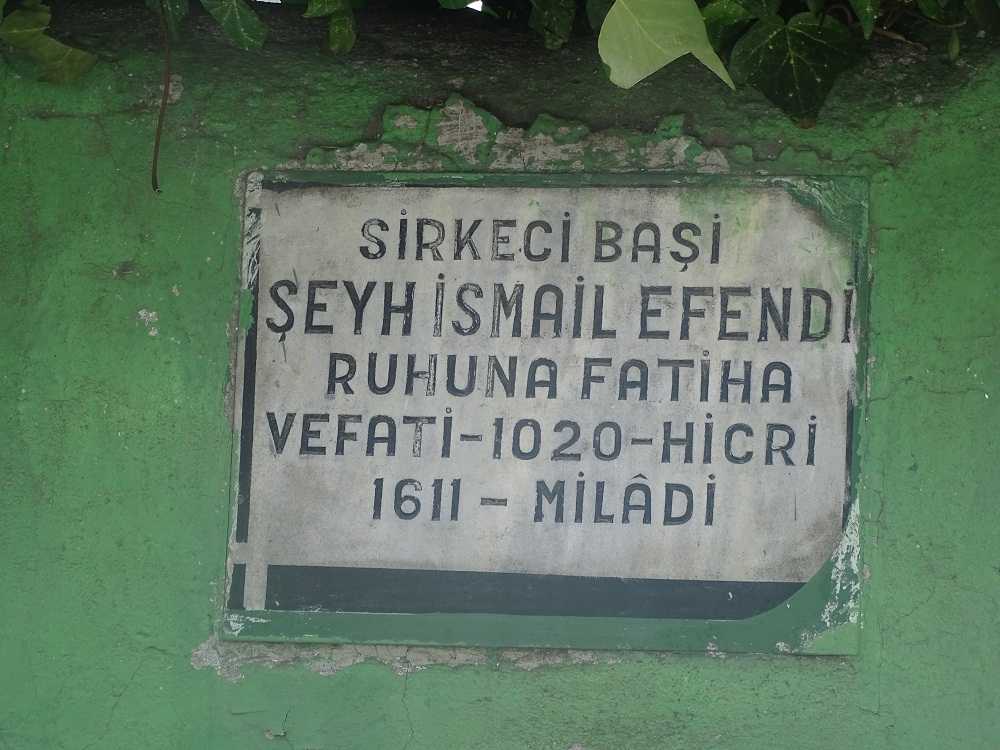 SİRKECİ BAŞİ
ŞEYH İSMAİL EFENDİ
RUHUNA FATİHA
VEFATİ-1020-HİCRİ
1611 - MİLÂDİ